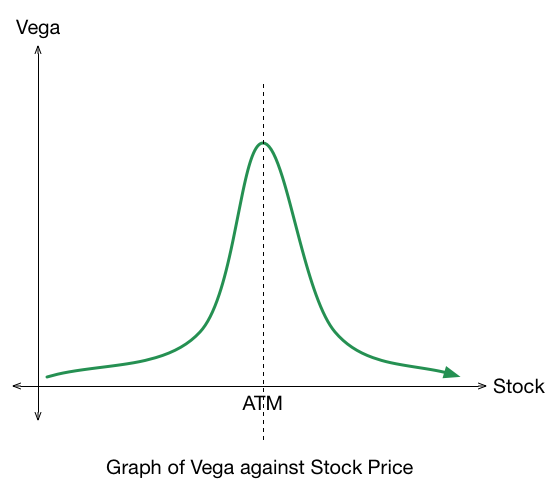 Vega
Stock
ATM
Graph of Vega against Stock Price